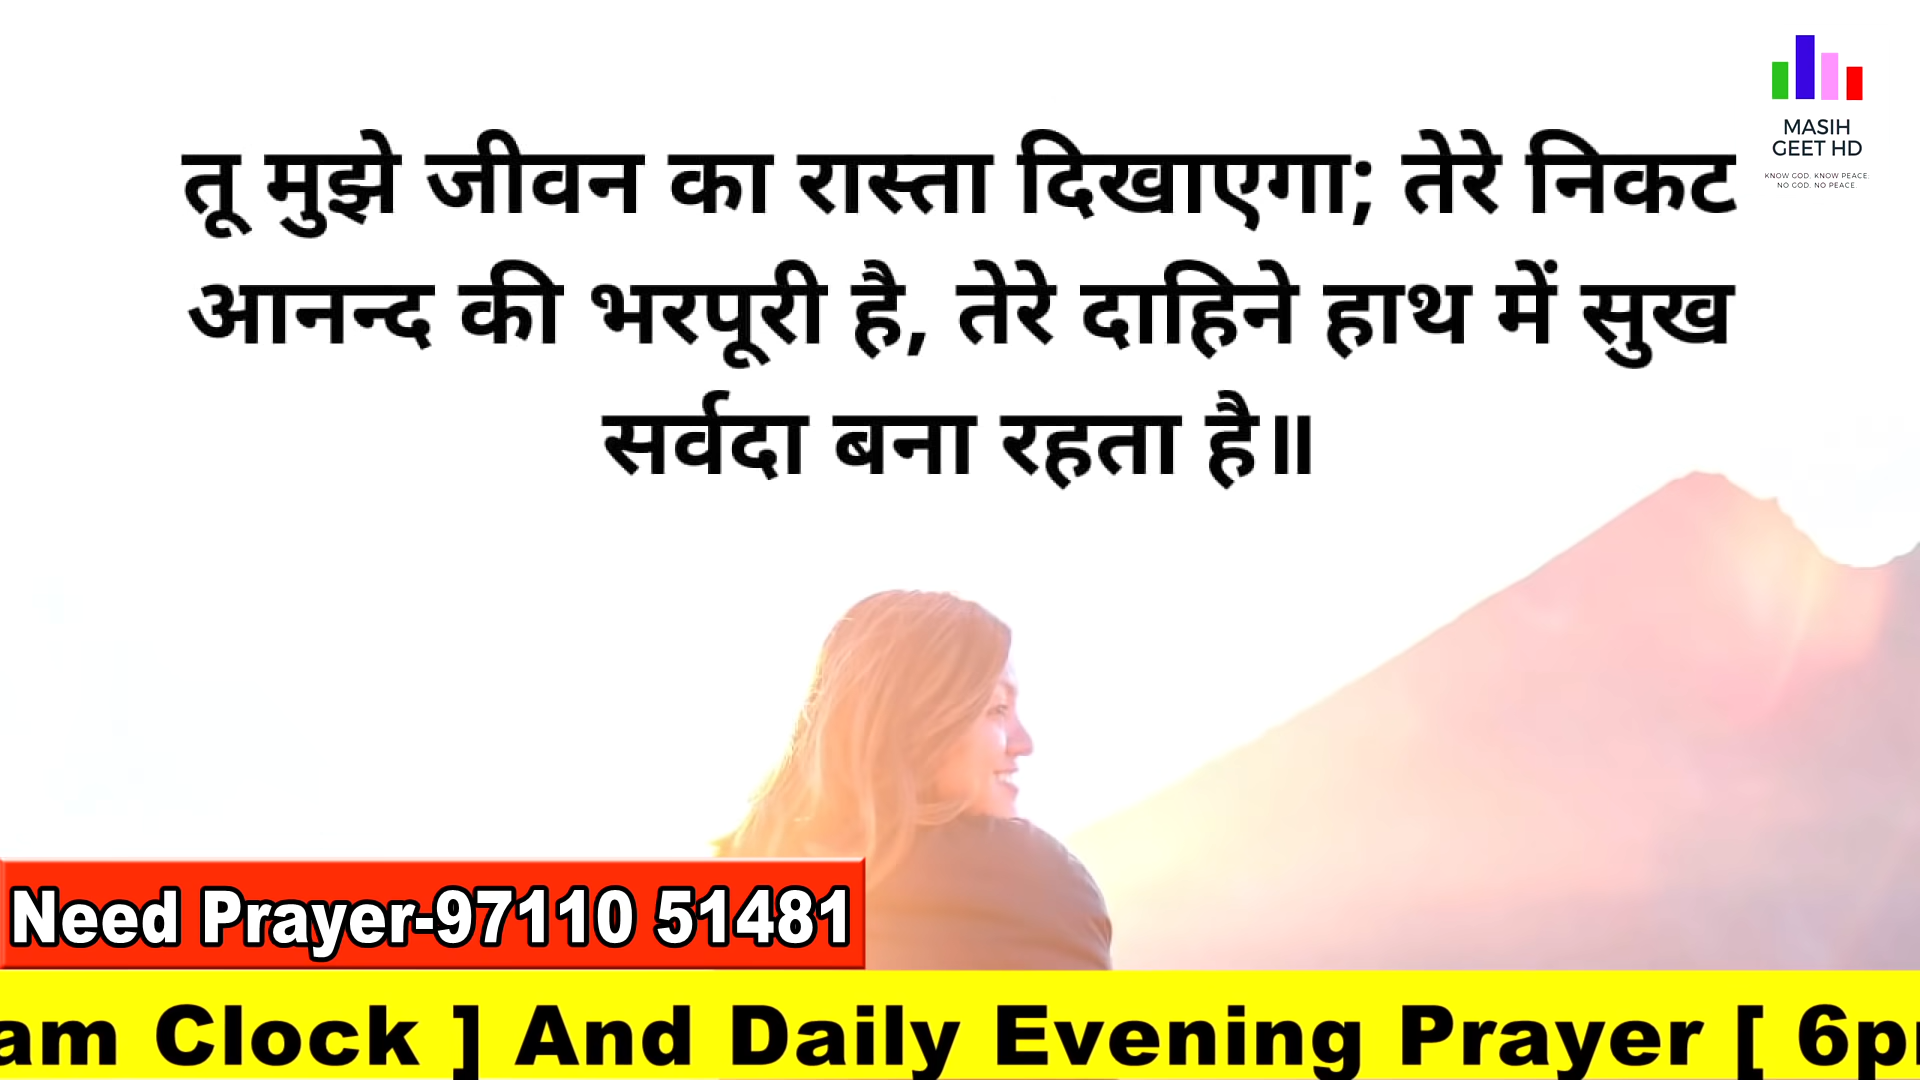 MASIH
GEET HD
KNOW GOD. KNOW PEACE.
NO GOD. NO PEACE.
तू मुझे जीवन का रास्ता दिखाएगा; तेरे निकट
आनन्द की भरपूरी है, तेरे दाहिने हाथ में सुख
सर्वदा बना रहता है॥
Need Prayer-97110 51481
am Clock ] And Daily Evening Prayer [ 6p